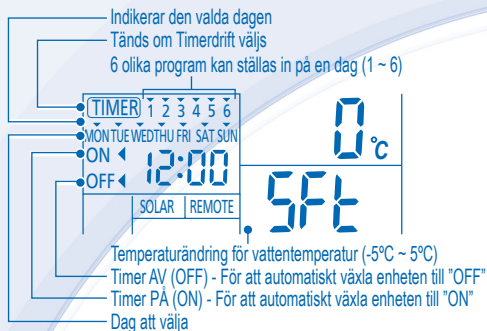 Indikerar den valda dagen
Tänds om Timerdrift väljs
6 olika program kan ställas in på en dag (1 ~ 6)
TIMER 1 2 3 4 5 6
MON TUE WED THU FRI SAT SUN
ON
OFF
12:00
0 °C
SOLAR REMOTE
SFt
Temperaturändring för vattentemperatur (-5ºC ~ 5ºC)
Timer AV (OFF) - För att automatiskt växla enheten till "OFF"
Timer PÅ (ON) - För att automatiskt växla enheten till "ON"
Dag att välja